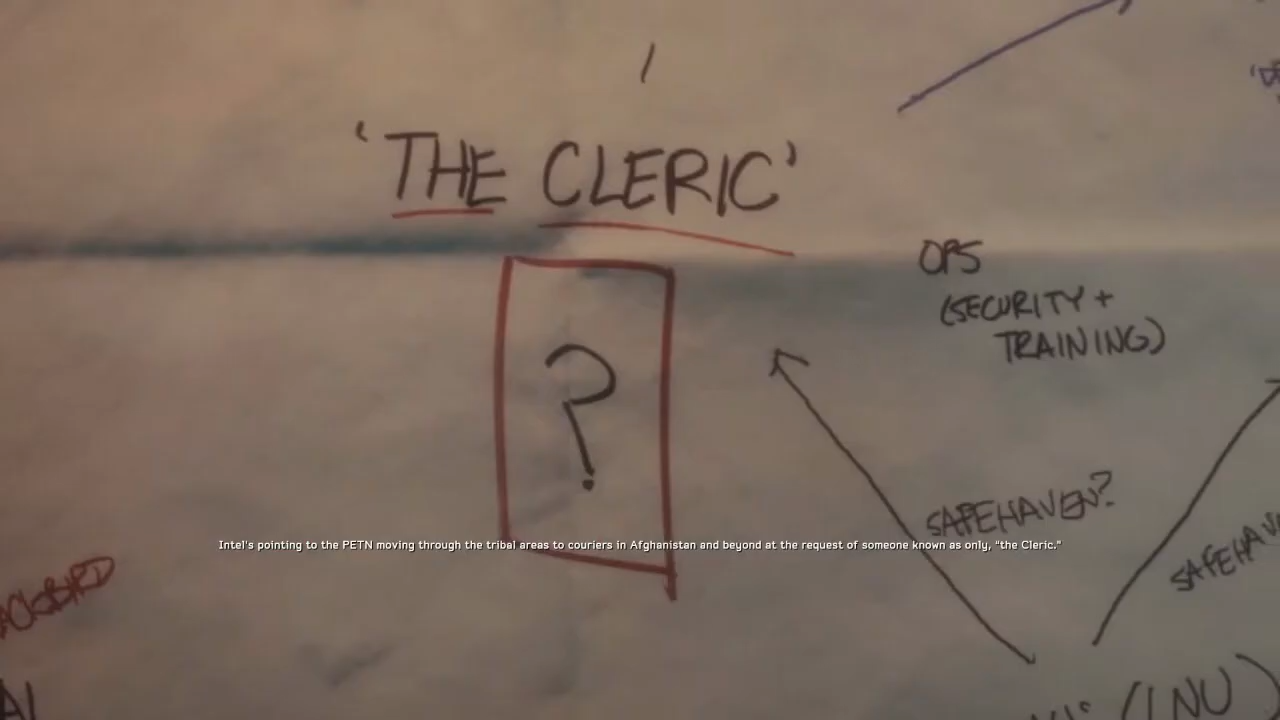 'THE CLERIC'
OPS
(SECURITY +
TRAINING)
?
SAFEHAVEN?
Intel's pointing to the PETN moving through the tribal areas to couriers in Afghanistan and beyond at the request of someone known as only, "the Cleric."
(LNU)